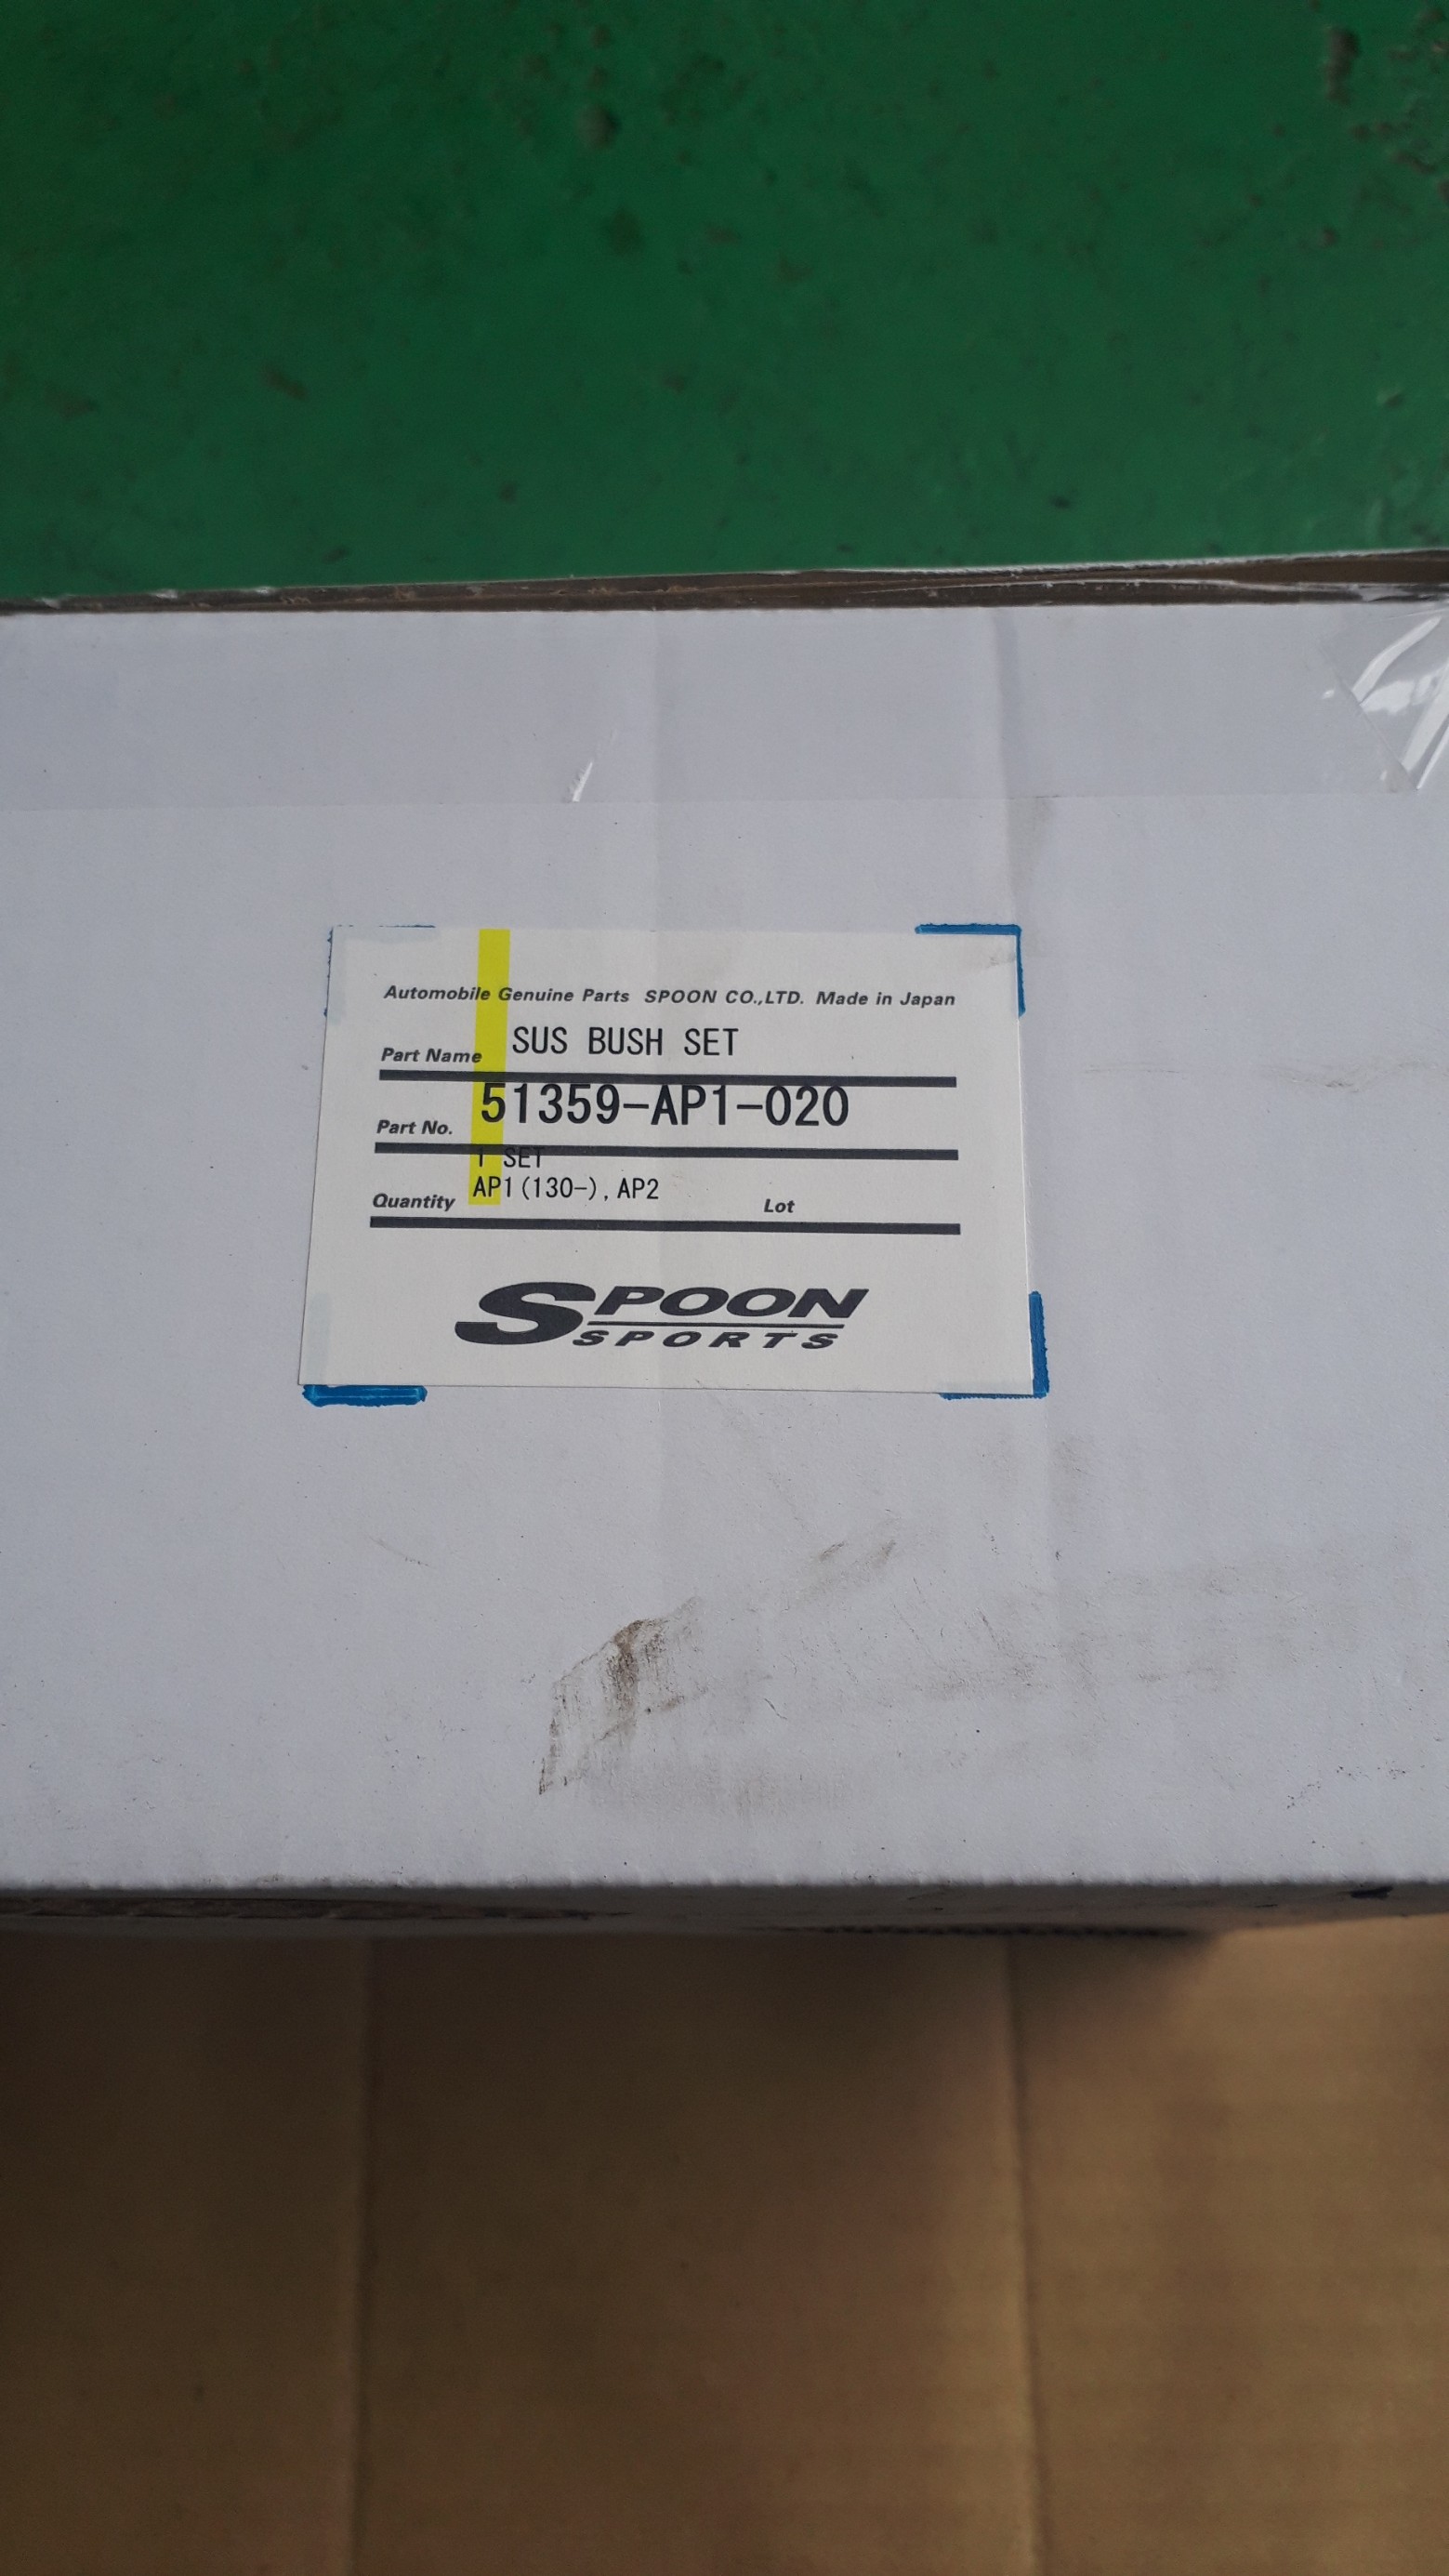 Automobile Genuine Parts SPOON CO.,LTD. Made in Japan
Part Name SUS BUSH SET
Part No. 51359-AP1-020
1 SET
Quantity AP1(130-),AP2 Lot
SPOON
SPORTS